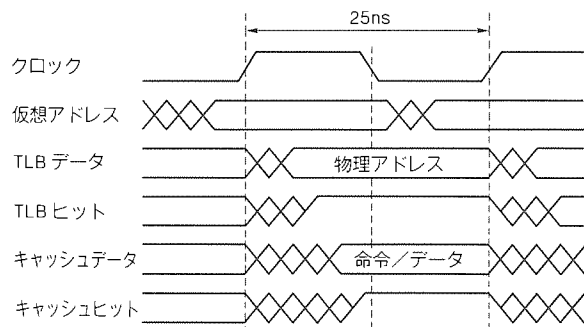 25ns
クロック
仮想アドレス
TLB データ
物理アドレス
TLB ヒット
キャッシュデータ
命令／データ
キャッシュヒット